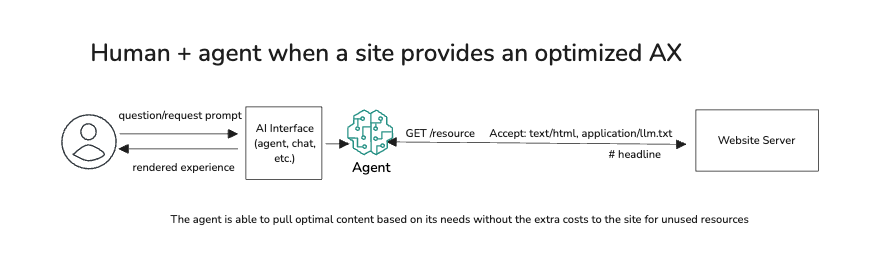 Human + agent when a site provides an optimized AX
question/request prompt
rendered experience
AI Interface
(agent, chat,
etc.)
Agent
GET /resource
Accept: text/html, application/llm.txt
# headline
Website Server
The agent is able to pull optimal content based on its needs without the extra costs to the site for unused resources